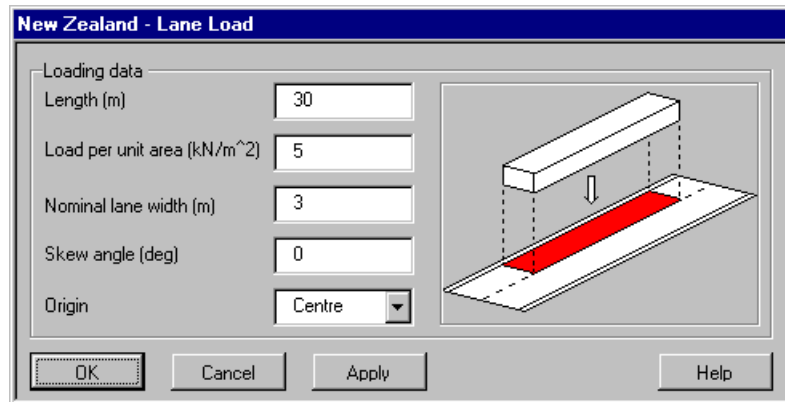 New Zealand - Lane Load
Loading data
Length (m) 30
Load per unit area (kN/m^2) 5
Nominal lane width (m) 3
Skew angle (deg) 0
Origin Centre
OK Cancel Apply Help